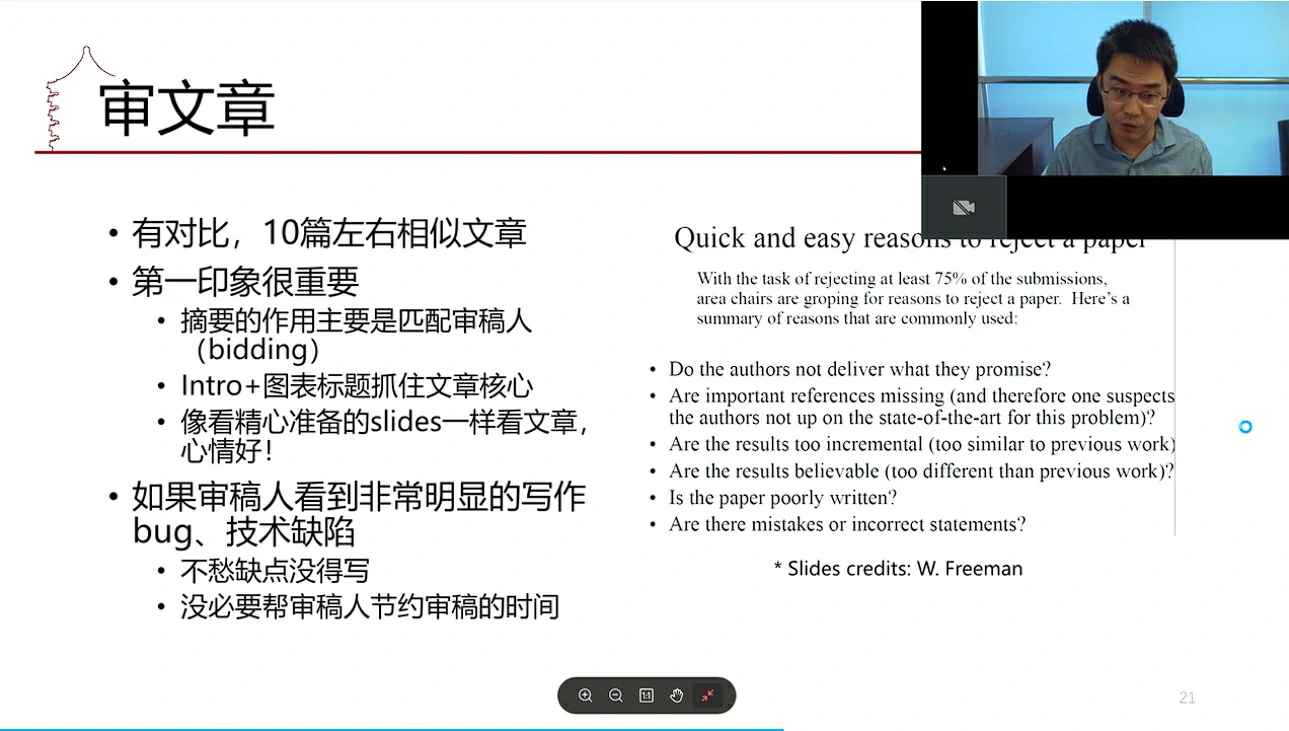 审文章
• 有对比，10篇左右相似文章
• 第一印象很重要
• 摘要的作用主要是匹配审稿人
（bidding）
• Intro+图表标题抓住文章核心
• 像看精心准备的slides一样看文章，
心情好！
• 如果审稿人看到非常明显的写作
bug、技术缺陷
• 不愁缺点没得写
• 没必要帮审稿人节约审稿的时间
Quick and easy reasons to reject a paper
With the task of rejecting at least 75% of the submissions,
area chairs are groping for reasons to reject a paper. Here's a
summary of reasons that are commonly used:
• Do the authors not deliver what they promise?
• Are important references missing (and therefore one suspects
the authors not up on the state-of-the-art for this problem)?
• Are the results too incremental (too similar to previous work)
• Are the results believable (too different than previous work)?
• Is the paper poorly written?
• Are there mistakes or incorrect statements?
* Slides credits: W. Freeman
1:1
21